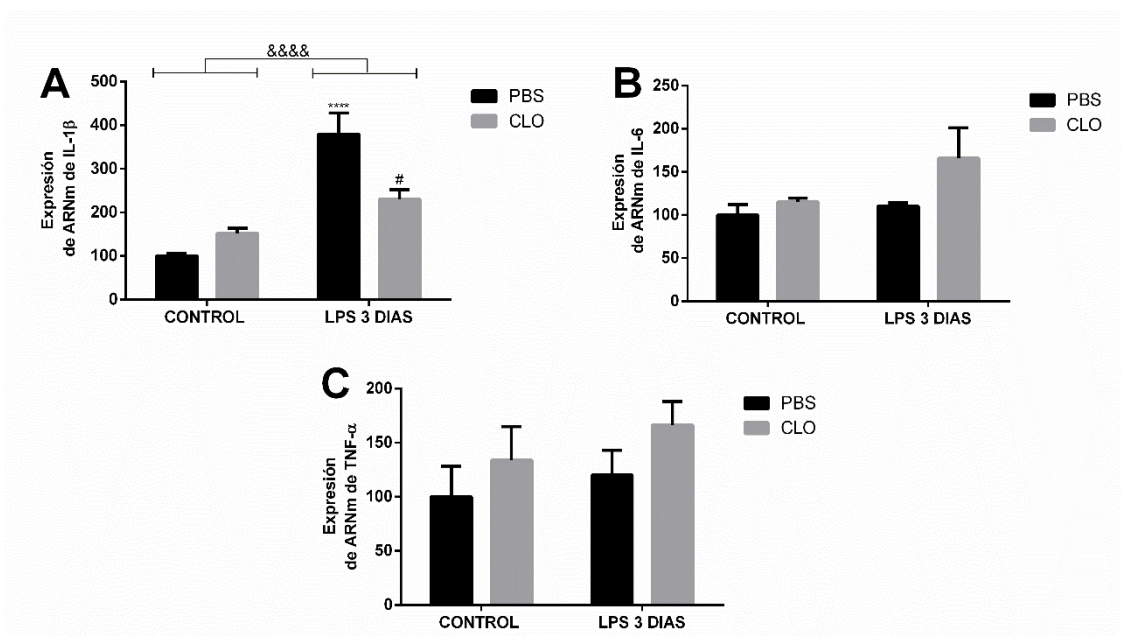 &&&&
A
Expresión
de ARNm de IL-1β
500
400
300
200
100
0
****
#
CONTROL
LPS 3 DIAS
PBS
CLO
B
Expresión
de ARNm de IL-6
250
200
150
100
50
0
CONTROL
LPS 3 DIAS
PBS
CLO
C
Expresión
de ARNm de TNF-α
200
150
100
50
0
CONTROL
LPS 3 DIAS
PBS
CLO